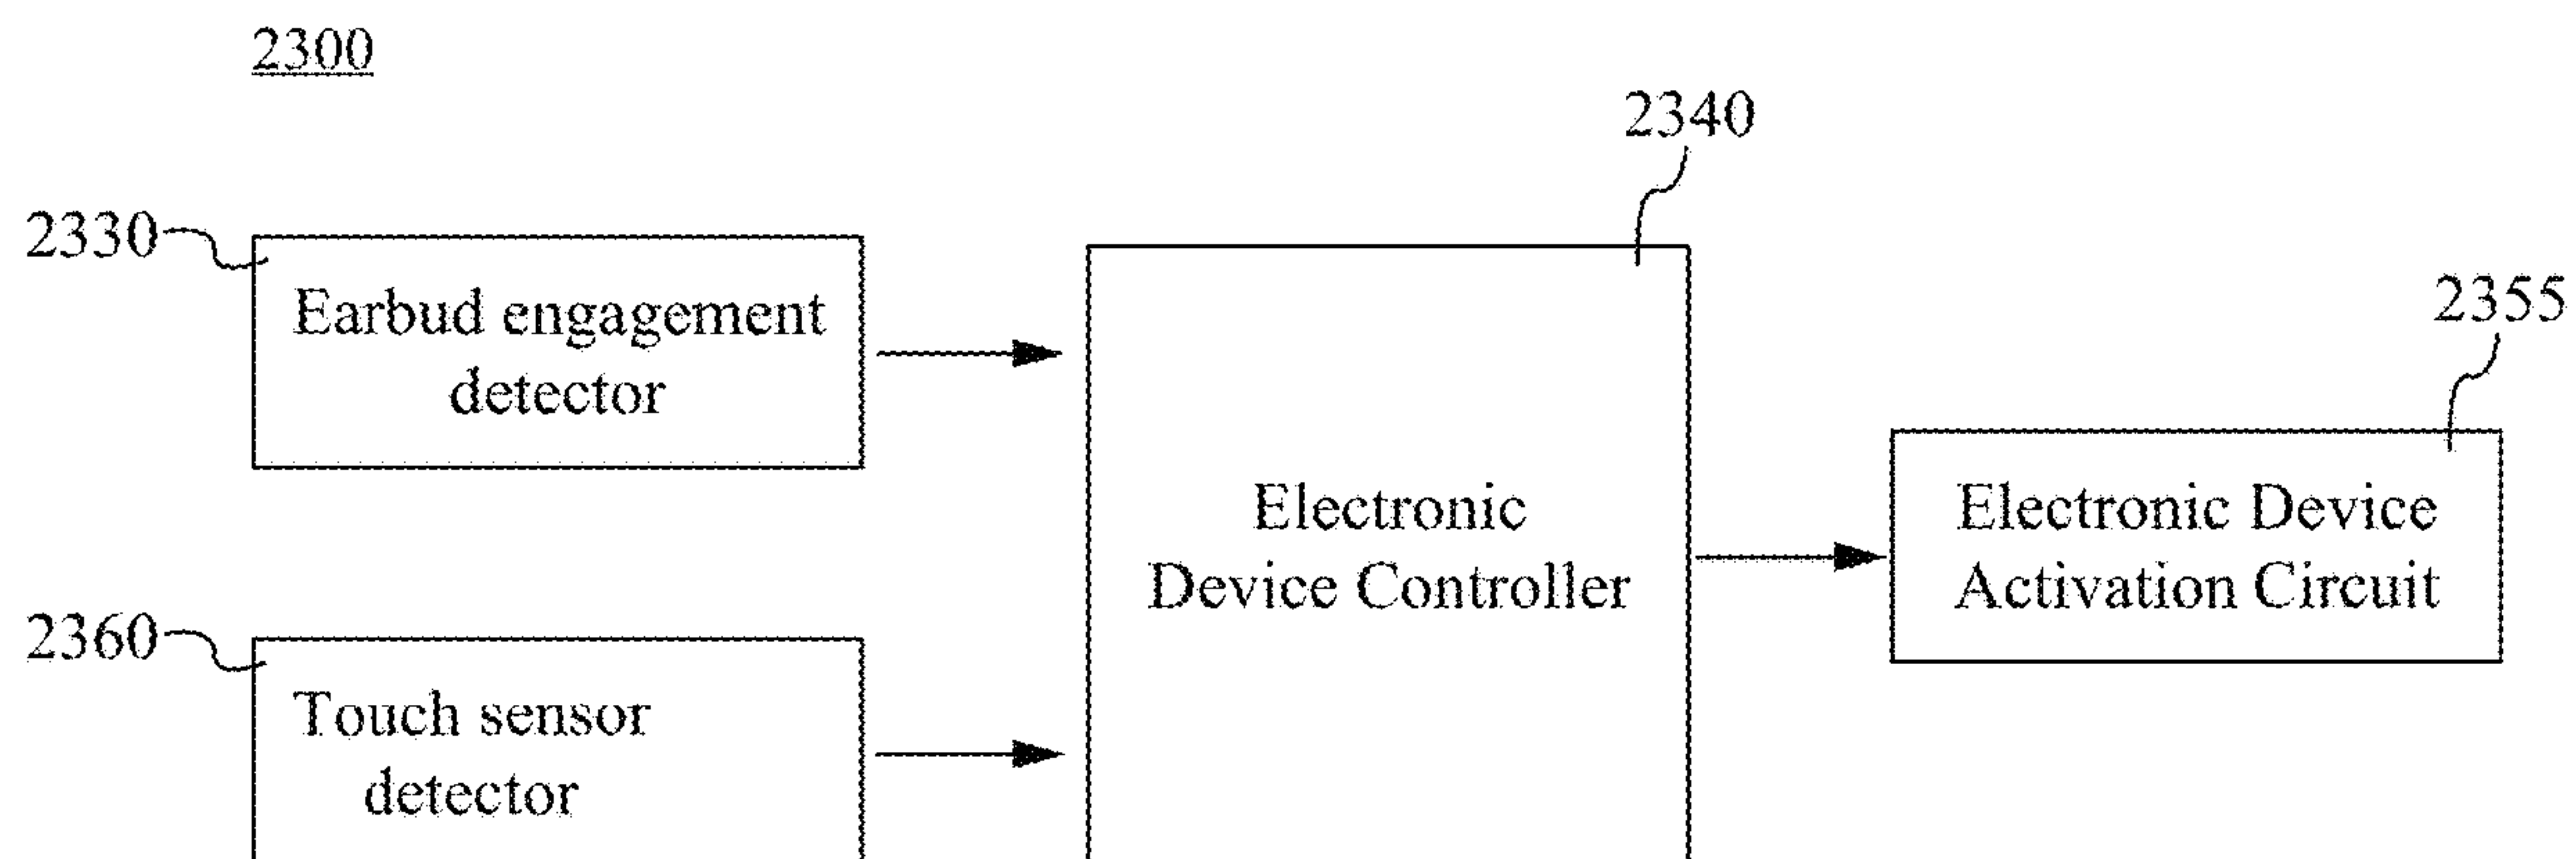 2300
2340
2330
Earbud engagement
detector
2355
Electronic
Device Controller
Electronic Device
Activation Circuit
2360
Touch sensor
detector